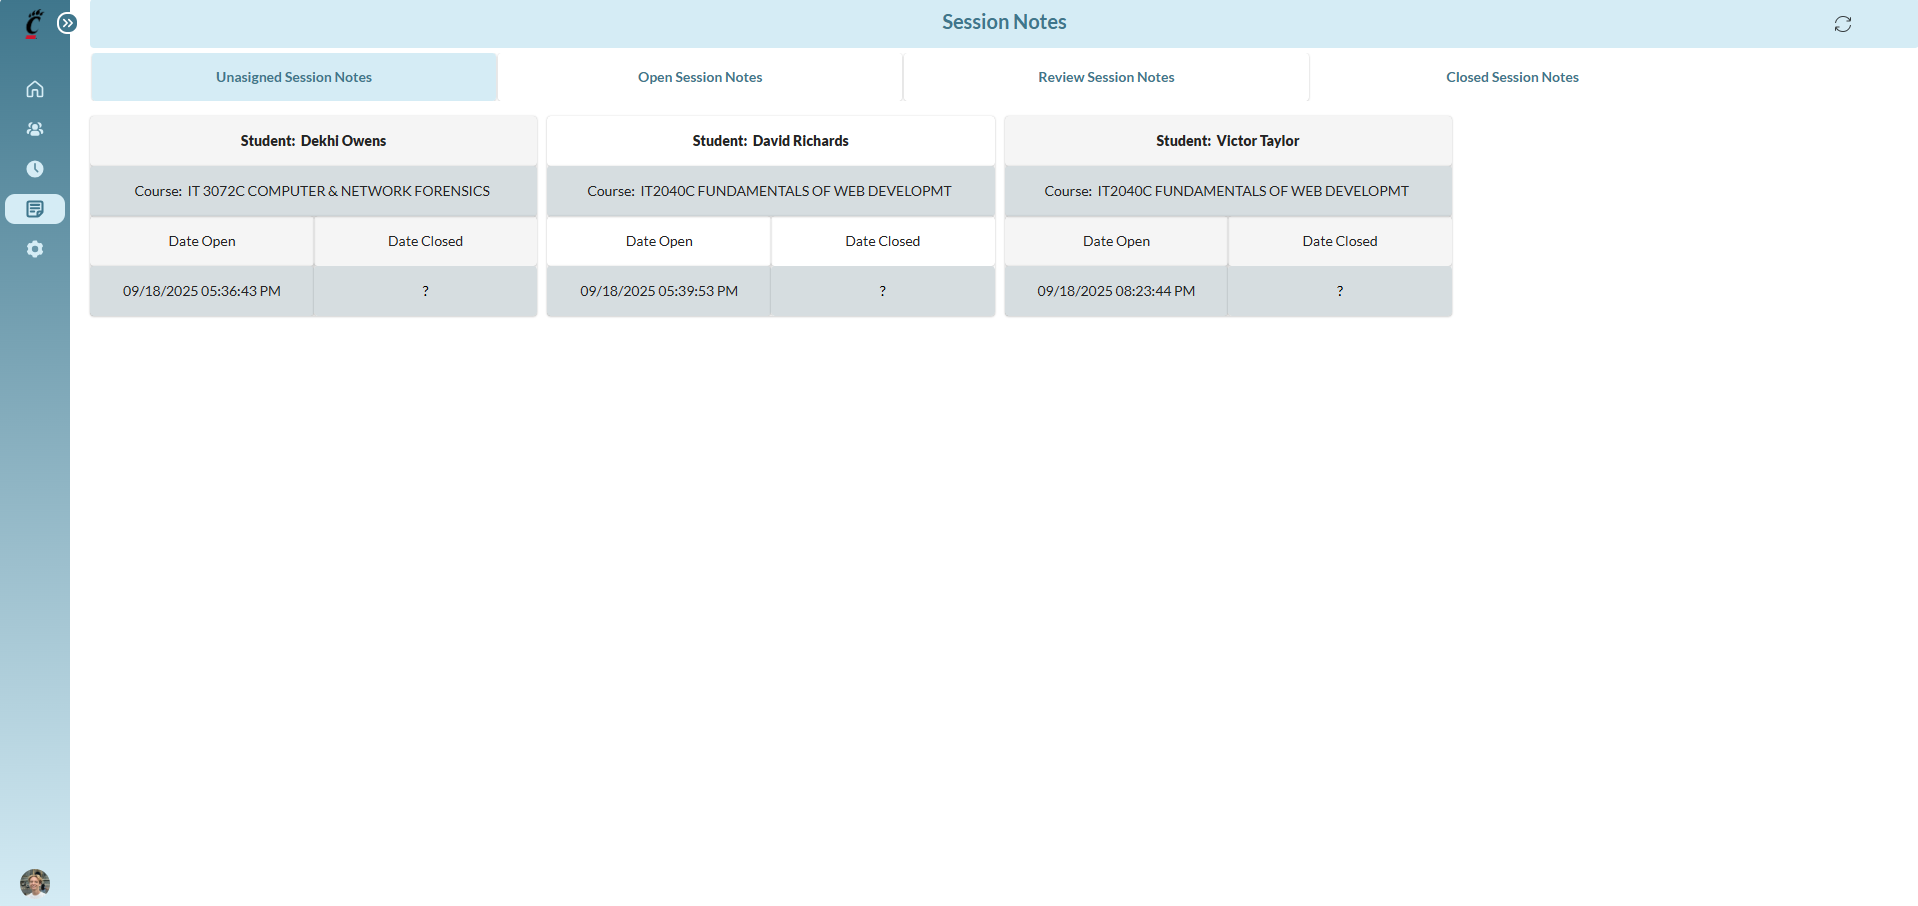 Session Notes
Unasigned Session Notes
Open Session Notes
Review Session Notes
Closed Session Notes
Student: Dekhi Owens
Course: IT 3072C COMPUTER & NETWORK FORENSICS
Date Open
Date Closed
09/18/2025 05:36:43 PM
?
Student: David Richards
Course: IT2040C FUNDAMENTALS OF WEB DEVELOPMT
Date Open
Date Closed
09/18/2025 05:39:53 PM
?
Student: Victor Taylor
Course: IT2040C FUNDAMENTALS OF WEB DEVELOPMT
Date Open
Date Closed
09/18/2025 08:23:44 PM
?